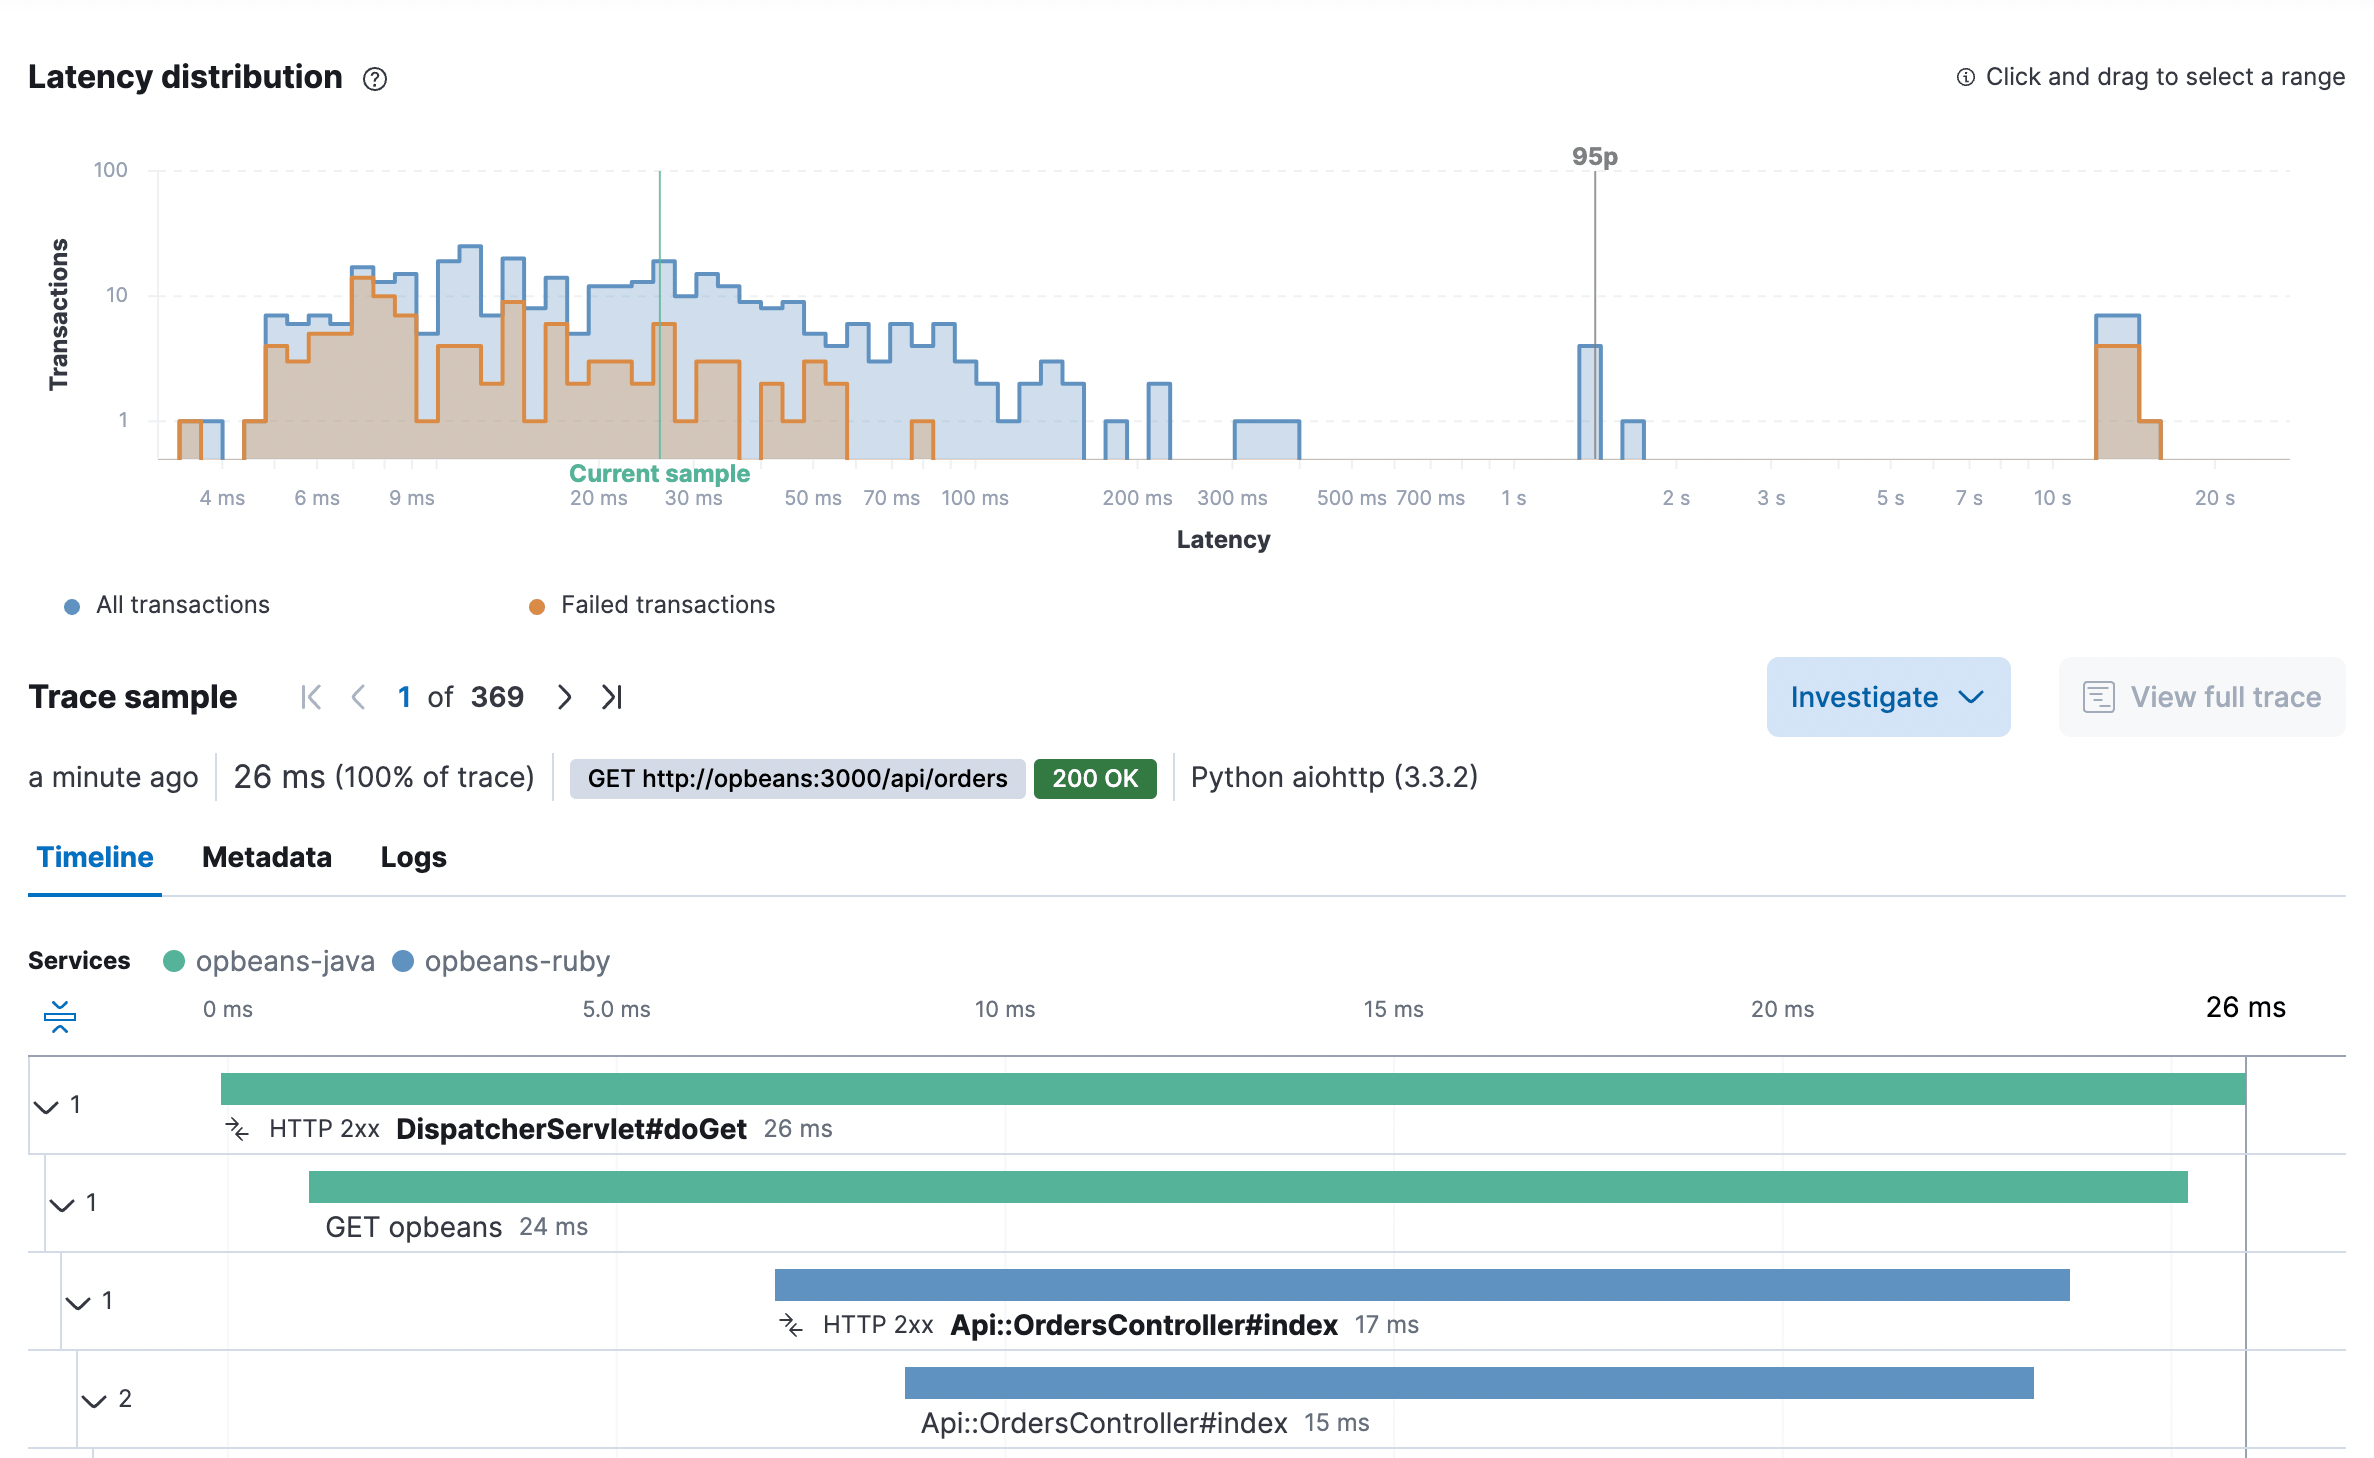 Latency distribution
Click and drag to select a range
95p
100
10
1
Transactions
Current sample
4 ms 6 ms 9 ms 20 ms 30 ms 50 ms 70 ms 100 ms 200 ms 300 ms 500 ms 700 ms 1 s 2 s 3 s 5 s 7 s 10 s 20 s
Latency
All transactions Failed transactions
Trace sample 1 of 369 Investigate View full trace
a minute ago 26 ms (100% of trace) GET http://opbeans:3000/api/orders 200 OK Python aiohttp (3.3.2)
Timeline Metadata Logs
Services opbeans-java opbeans-ruby
0 ms 5.0 ms 10 ms 15 ms 20 ms 26 ms
1
HTTP 2xx DispatcherServlet#doGet 26 ms
1
GET opbeans 24 ms
1
HTTP 2xx Api::OrdersController#index 17 ms
2
Api::OrdersController#index 15 ms